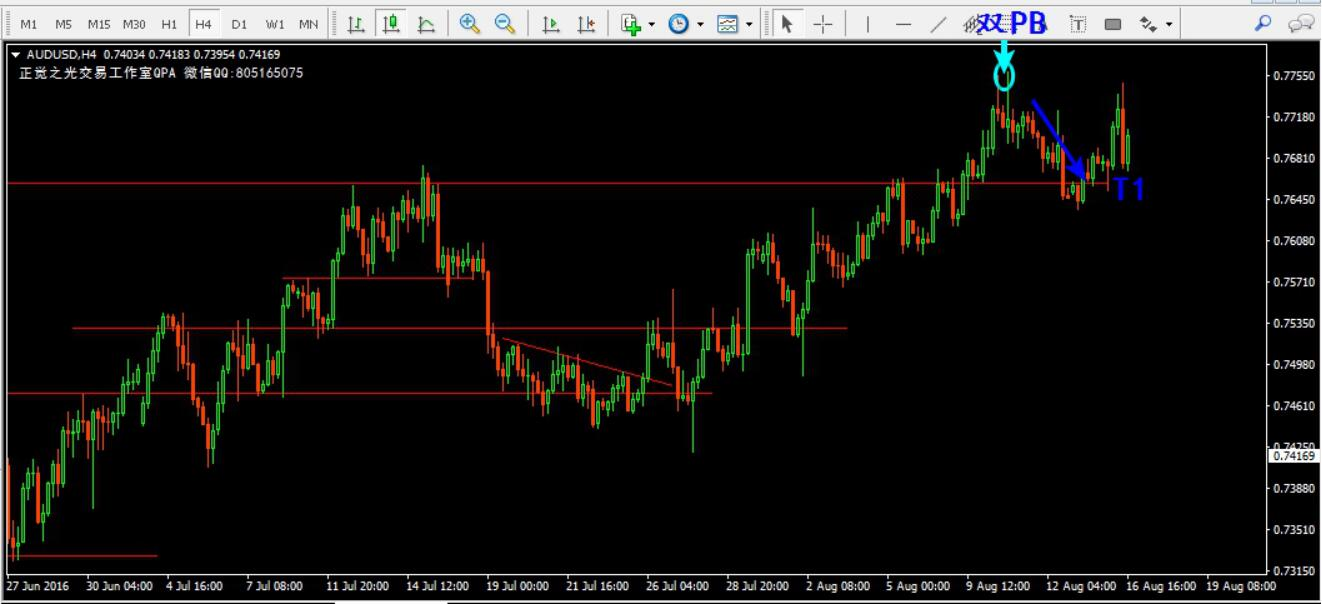 M1 M5 M15 M30 H1 H4 D1 W1 MN
双PB
AUDUSD,H4 0.74034 0.74183 0.73954 0.74169
正觉之光交易工作室QPA 微信QQ:805165075
0.77550
0.77180
0.76810
0.76450
0.76080
0.75710
0.75350
0.74980
0.74610
0.74250
0.74169
0.73880
0.73510
0.73150
T1
27 Jun 2016 30 Jun 04:00 4 Jul 16:00 7 Jul 08:00 11 Jul 20:00 14 Jul 12:00 19 Jul 00:00 21 Jul 16:00 26 Jul 04:00 28 Jul 20:00 2 Aug 08:00 5 Aug 00:00 9 Aug 12:00 12 Aug 04:00 16 Aug 16:00 19 Aug 08:00